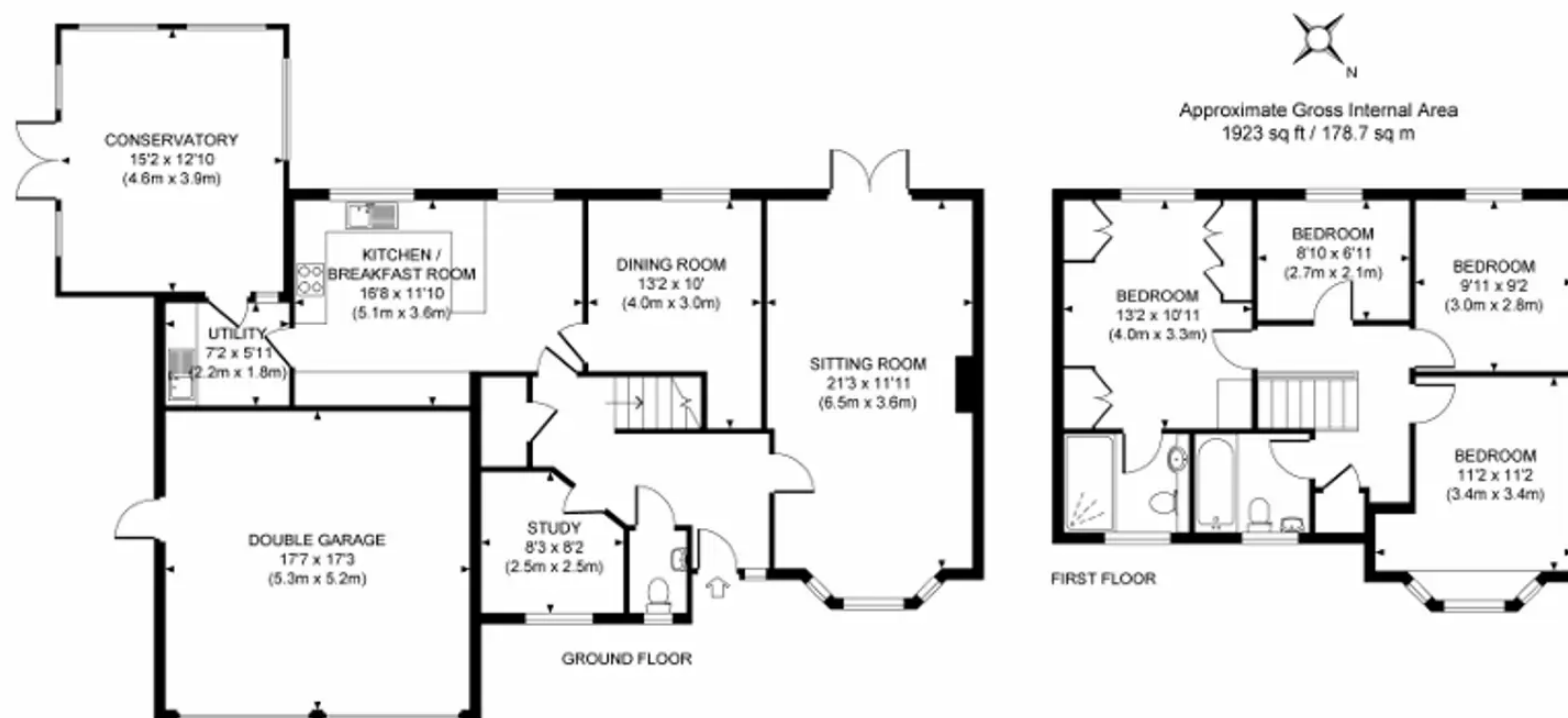 CONSERVATORY
15'2 x 12'10
(4.6m x 3.9m)
KITCHEN /
BREAKFAST ROOM
16'8 x 11'10
(5.1m x 3.6m)
DINING ROOM
13'2 x 10'
(4.0m x 3.0m)
UTILITY
7'2 x 5'11
(2.2m x 1.8m)
SITTING ROOM
21'3 x 11'11
(6.5m x 3.6m)
DOUBLE GARAGE
17'7 x 17'3
(5.3m x 5.2m)
STUDY
8'3 x 8'2
(2.5m x 2.5m)
GROUND FLOOR
N
Approximate Gross Internal Area
1923 sq ft / 178.7 sq m
BEDROOM
13'2 x 10'11
(4.0m x 3.3m)
BEDROOM
8'10 x 6'11
(2.7m x 2.1m)
BEDROOM
9'11 x 9'2
(3.0m x 2.8m)
BEDROOM
11'2 x 11'2
(3.4m x 3.4m)
FIRST FLOOR